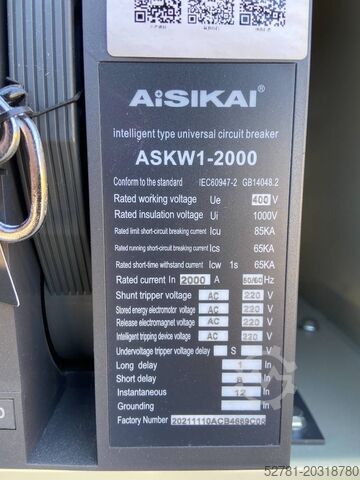 AiSIKAI
intelligent type universal circuit breaker
ASKW1-2000
Conform to the standard IEC60947-2 GB14048.2
Rated working voltage Ue 400 V
Rated insulation voltage Ui 1000V
Rated limit short-circuit breaking current Icu 85KA
Rated running short-circuit breaking current Ics 65KA
Rated short-time withstand current Icw 1s 65KA
Rated current In 2000 A 50/60 Hz
Shunt tripper voltage AC 220 V
Stored energy electromotor voltage AC 220 V
Release electromagnet voltage AC 220 V
Intelligent tripping device voltage AC 220 V
Undervoltage tripper voltage delay S V
Long delay 1 In
Short delay 8 In
Instantaneous 12 In
Grounding In
Factory Number 20211110ACB4689C05
52781-20318780